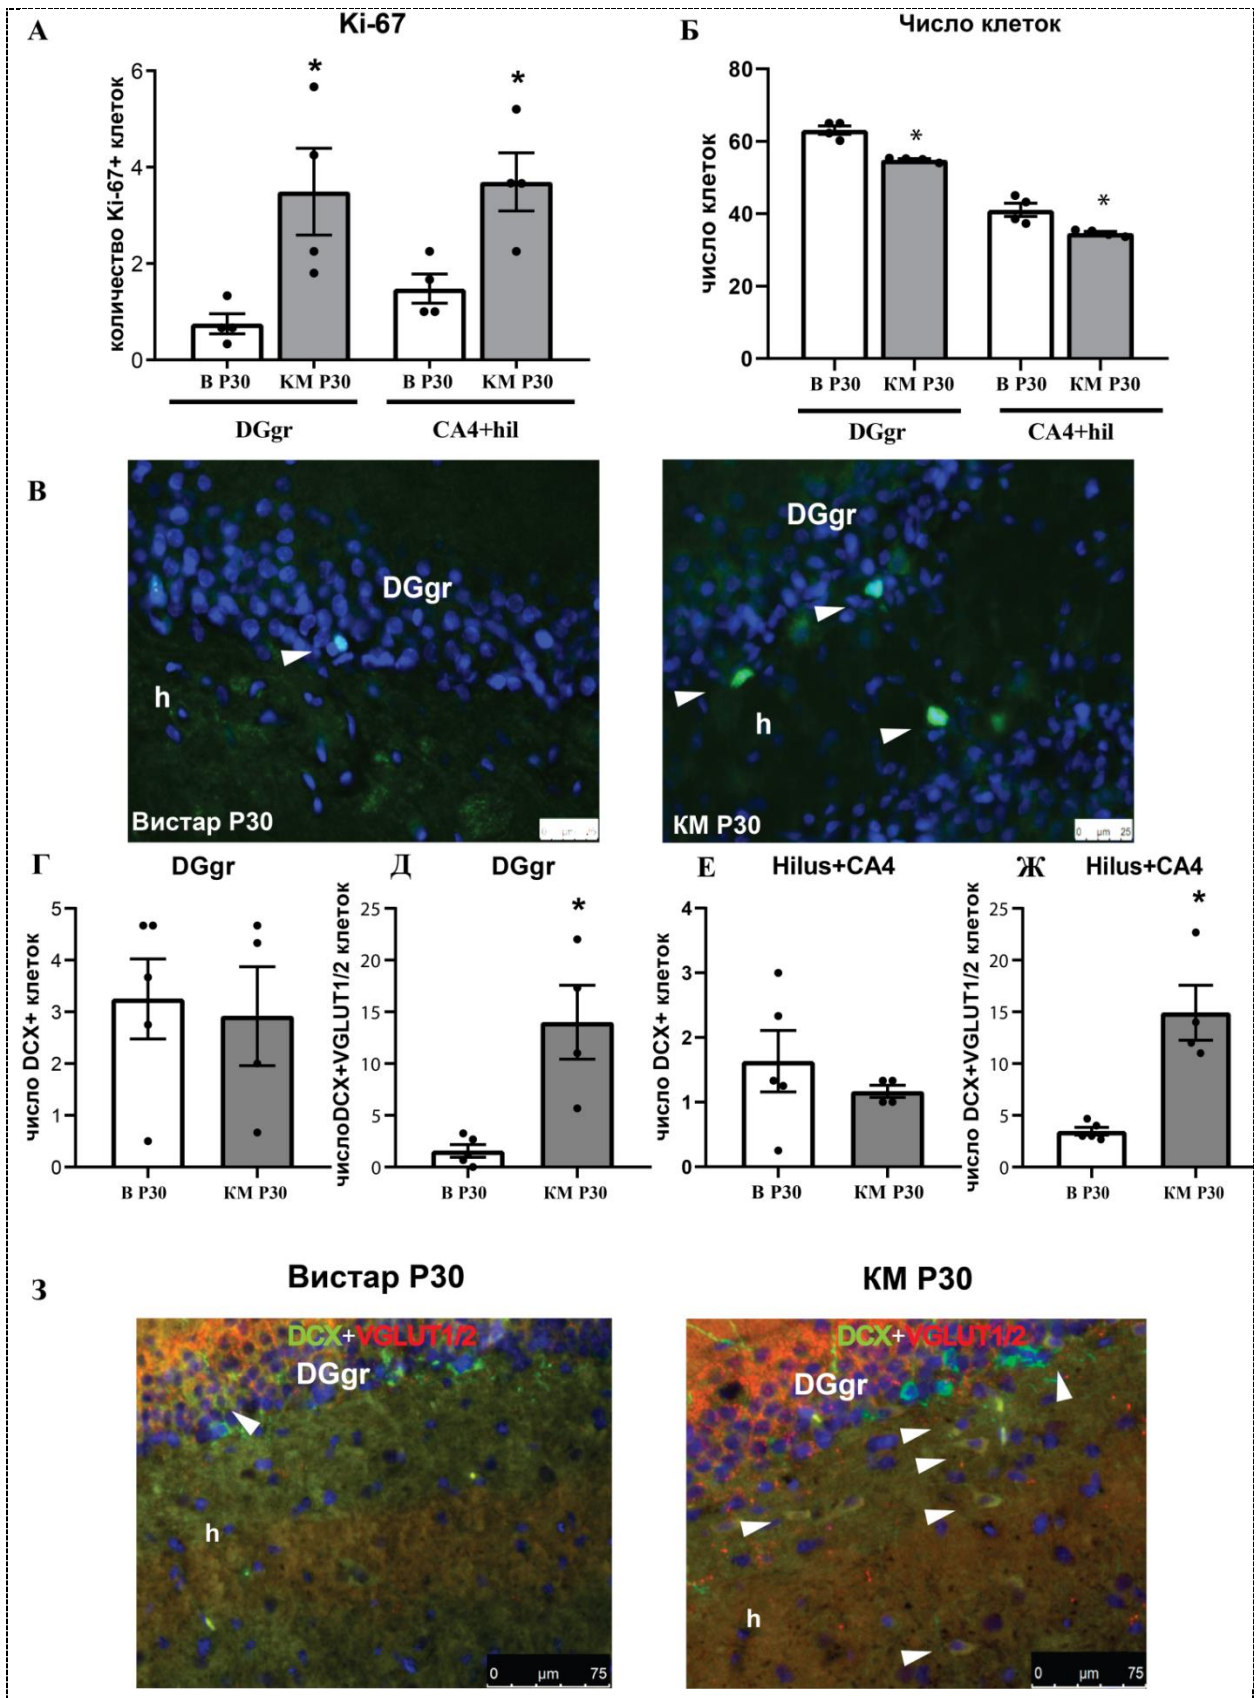 А
Ki-67
количество Ki-67+ клеток
6
4
2
0
*
*
В Р30
КМ Р30
В Р30
КМ Р30
DGgr
CA4+hil
Б
Число клеток
число клеток
80
60
40
20
0
*
*
В Р30
КМ Р30
В Р30
КМ Р30
DGgr
CA4+hil
В
DGgr
h
Вистар Р30
0 µm 25
DGgr
h
КМ Р30
0 µm 25
Г
DGgr
число DCX+ клеток
5
4
3
2
1
0
В Р30
КМ Р30
Д
DGgr
числоDCX+VGLUT1/2 клеток
25
20
15
10
5
0
*
В Р30
КМ Р30
Е
Hilus+CA4
число DCX+ клеток
4
3
2
1
0
В Р30
КМ Р30
Ж
Hilus+CA4
число DCX+VGLUT1/2 клеток
25
20
15
10
5
0
*
В Р30
КМ Р30
З
Вистар Р30
DCX+VGLUT1/2
DGgr
h
0 µm 75
КМ Р30
DCX+VGLUT1/2
DGgr
h
0 µm 75